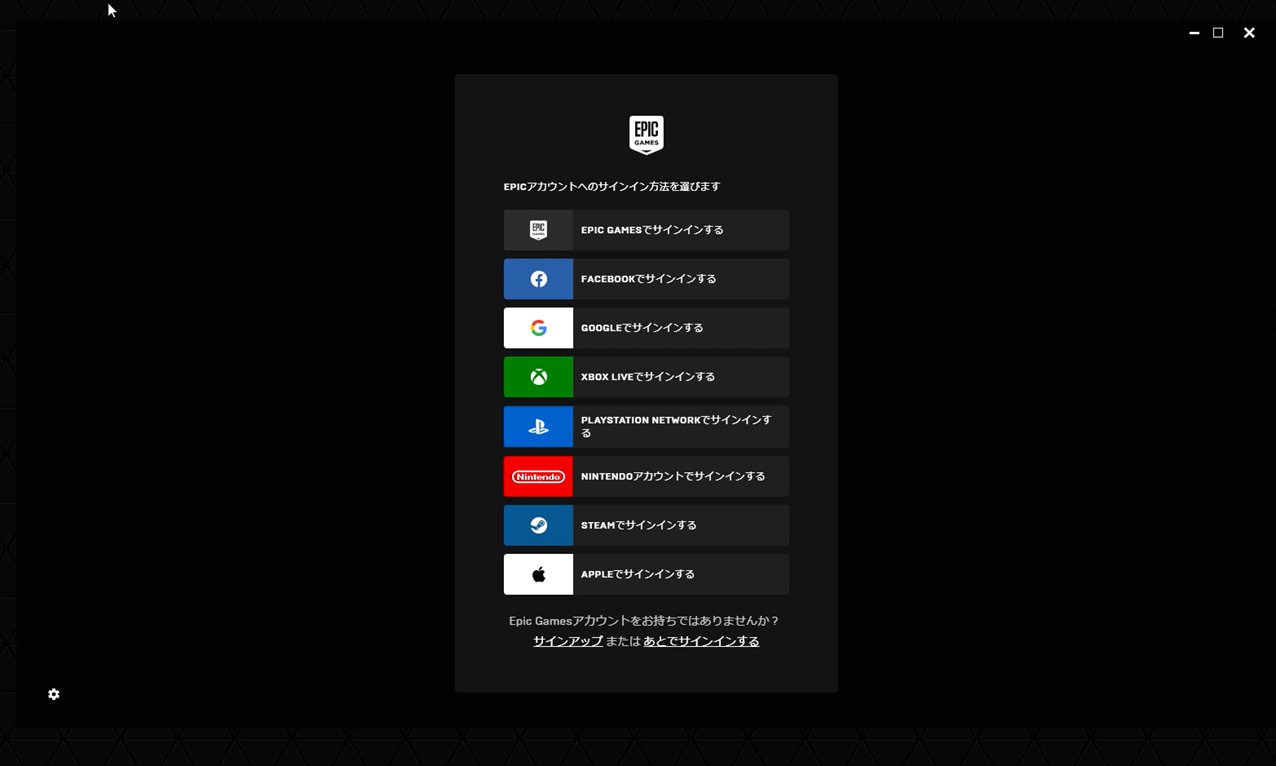 EPIC
GAMES
EPICアカウントへのサインイン方法を選びます
EPIC GAMES
EPIC GAMESでサインインする
FACEBOOKでサインインする
GOOGLEでサインインする
XBOX LIVEでサインインする
PLAYSTATION NETWORKでサインインす
る
Nintendo
NINTENDOアカウントでサインインする
STEAMでサインインする
APPLEでサインインする
Epic Gamesアカウントをお持ちではありませんか？
サインアップ または あとでサインインする